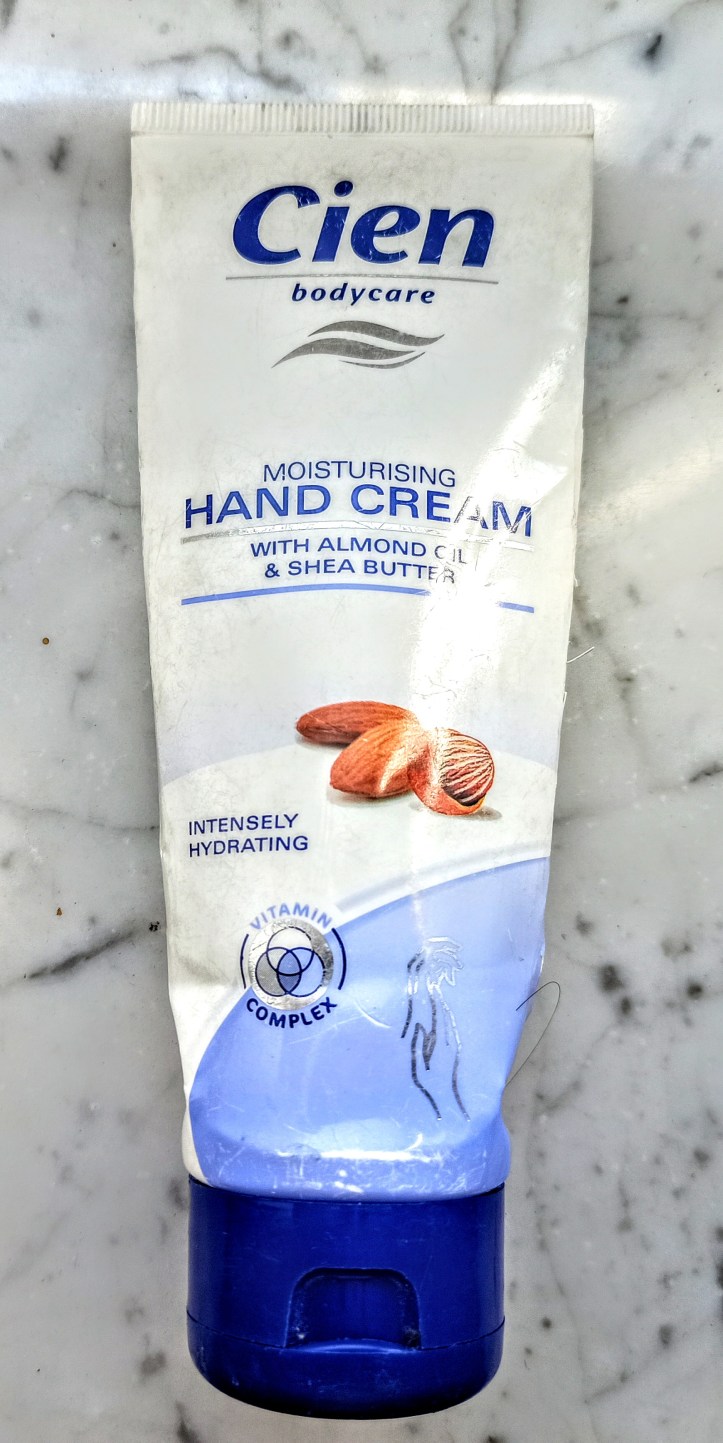 Cien
bodycare
MOISTURISING
HAND CREAM
WITH ALMOND OIL
& SHEA BUTTER
INTENSELY
HYDRATING
VITAMIN
COMPLEX